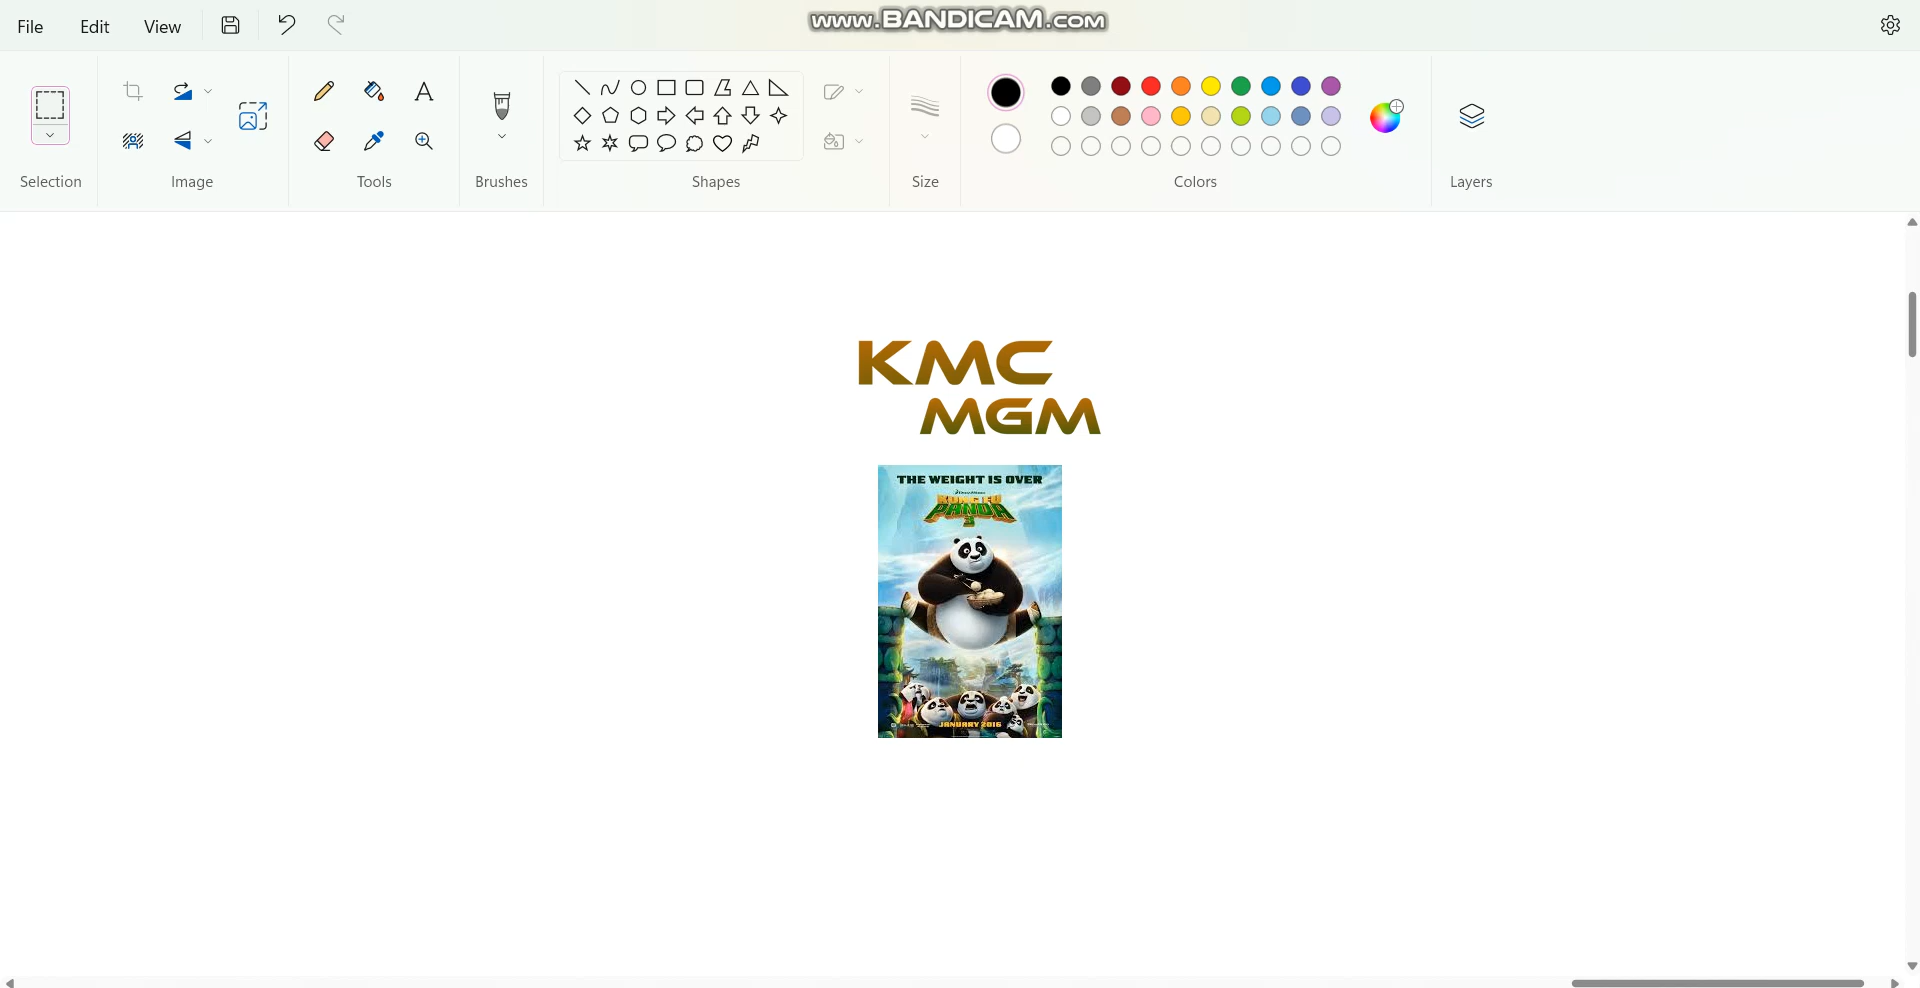 File Edit View
www.BANDICAM.com
Selection Image Tools Brushes Shapes Size Colors Layers
KMC
MGM
THE WEIGHT IS OVER
KUNG FU
PANDA
3
JANUARY 2016